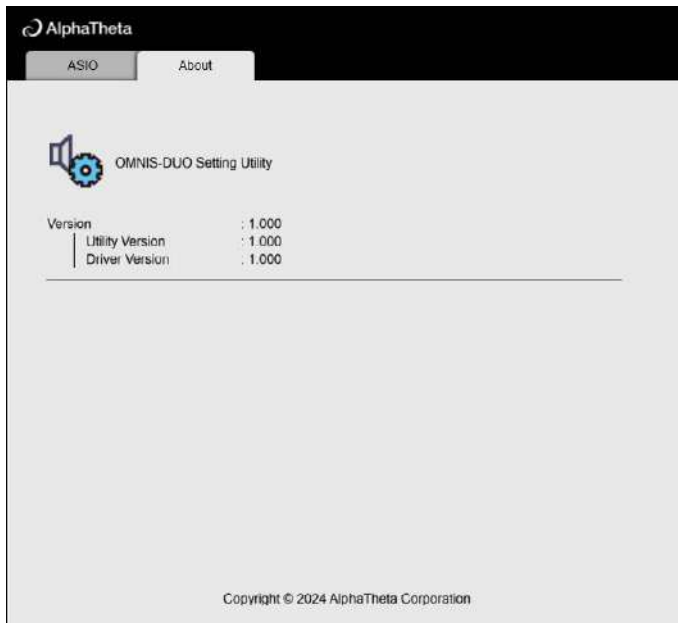 AlphaTheta
ASIO About
OMNIS-DUO Setting Utility
Version : 1.000
Utility Version : 1.000
Driver Version : 1.000
Copyright © 2024 AlphaTheta Corporation